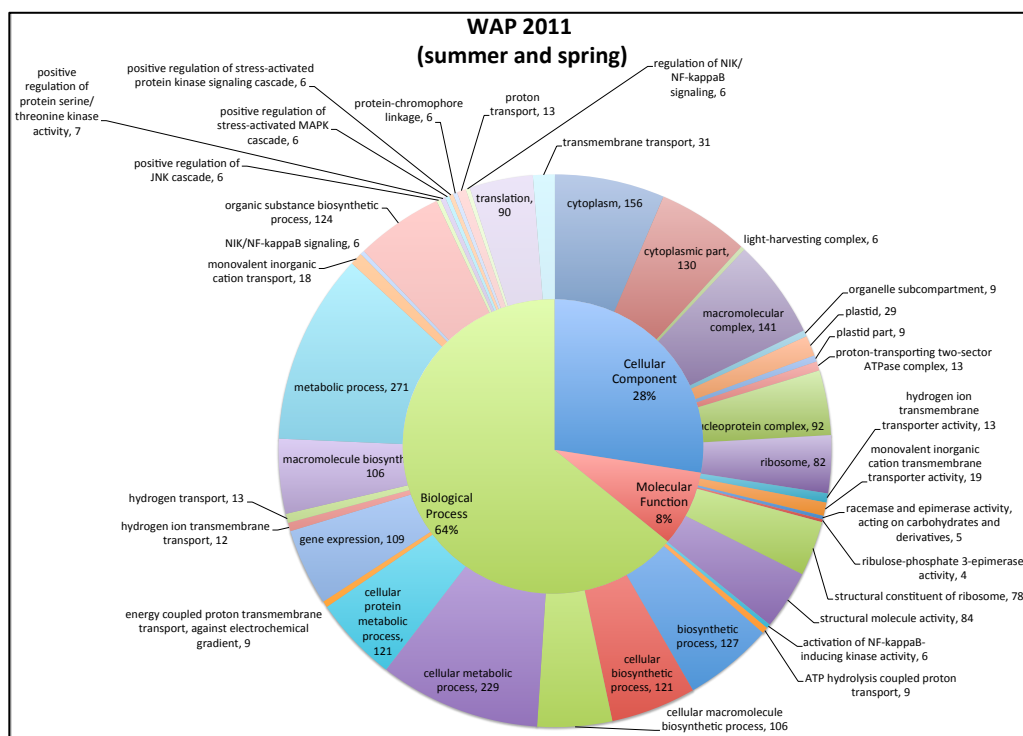 WAP 2011
(summer and spring)
positive
regulation of
protein serine/
threonine kinase
activity, 7
positive regulation of stress-activated
protein kinase signaling cascade, 6
positive regulation of
stress-activated MAPK
cascade, 6
protein-chromophore
linkage, 6
proton
transport, 13
regulation of NIK/
NF-kappaB
signaling, 6
positive regulation of
JNK cascade, 6
transmembrane transport, 31
organic substance biosynthetic
process, 124
translation,
90
cytoplasm, 156
NIK/NF-kappaB signaling, 6
monovalent inorganic
cation transport, 18
cytoplasmic part,
130
light-harvesting complex, 6
macromolecular
complex, 141
organelle subcompartment, 9
plastid, 29
plastid part, 9
proton-transporting two-sector
ATPase complex, 13
Cellular
Component
28%
metabolic process, 271
hydrogen ion
transmembrane
transporter activity, 13
ucleoprotein complex, 92
ribosome, 82
monovalent inorganic
cation transmembrane
transporter activity, 19
macromolecule biosynth
106
Biological
Process
64%
Molecular
Function
8%
hydrogen transport, 13
hydrogen ion transmembrane
transport, 12
racemase and epimerase activity,
acting on carbohydrates and
derivatives, 5
gene expression, 109
ribulose-phosphate 3-epimerase
activity, 4
structural constituent of ribosome, 78
structural molecule activity, 84
cellular
protein
metabolic process,
121
energy coupled proton transmembrane
transport, against electrochemical
gradient, 9
activation of NF-kappaB-
inducing kinase activity, 6
ATP hydrolysis coupled proton
transport, 9
biosynthetic
process, 127
cellular
biosynthetic
process, 121
cellular metabolic
process, 229
cellular macromolecule
biosynthetic process, 106